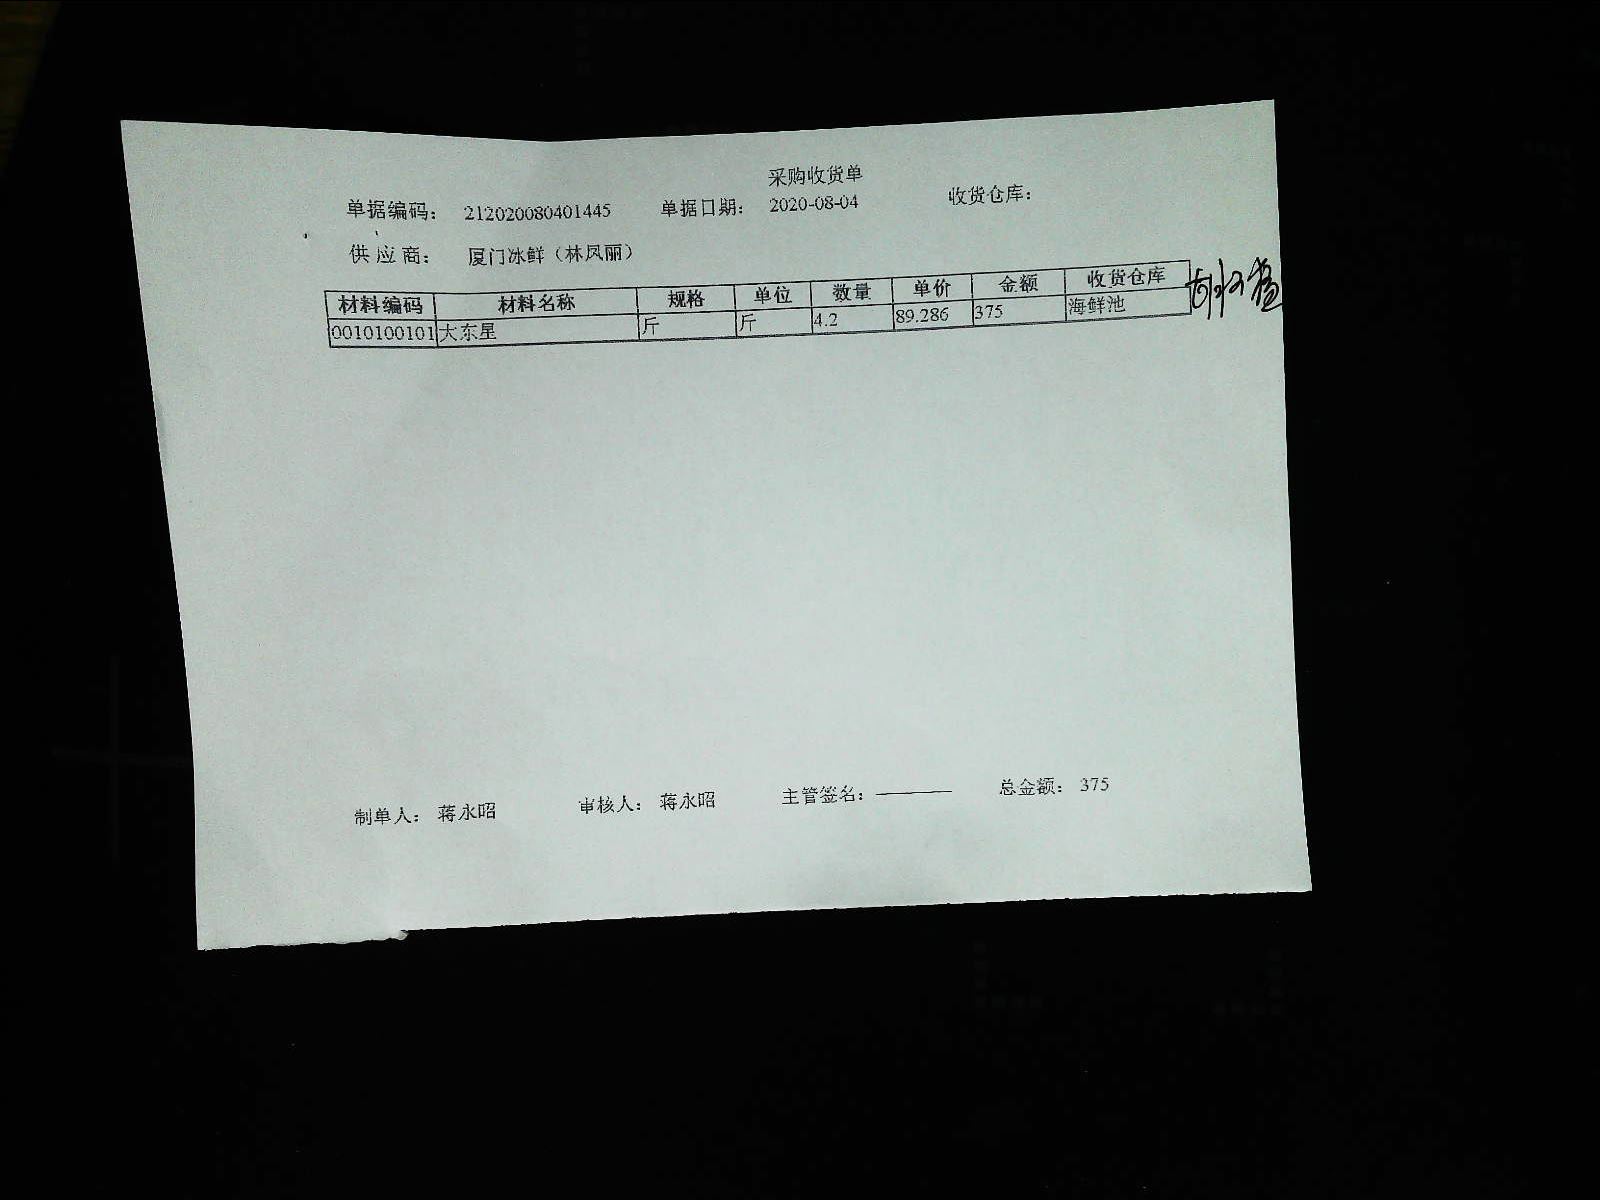 采购收货单
单据编码： 212020080401445 单据日期： 2020-08-04 收货仓库：
供 应 商： 厦门冰鲜（林凤丽）
材料编码 材料名称 规格 单位 数量 单价 金额 收货仓库
0010100101 大东星 斤 斤 4.2 89.286 375 海鲜池
制单人： 蒋永昭 审核人： 蒋永昭 主管签名： 总金额： 375